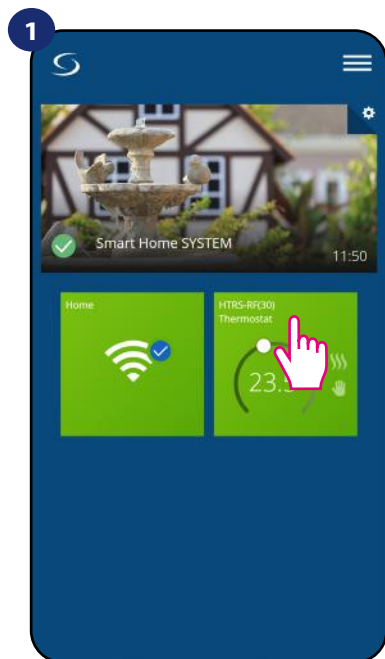 1
Smart Home SYSTEM
11:50
Home
HTRS-RF(30)
Thermostat